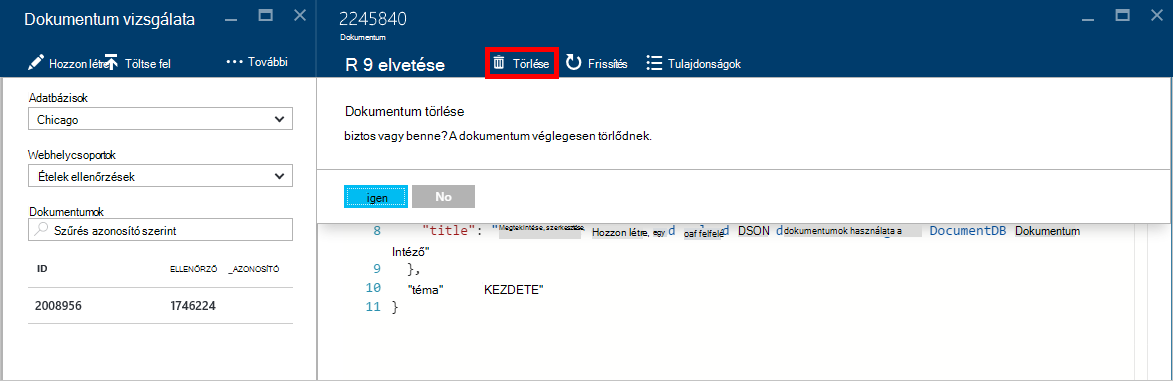 Dokumentum vizsgálata
Hozzon létre Töltse fel ••• További
Adatbázisok
Chicago
Webhelycsoportok
Ételek ellenőrzések
Dokumentumok
Szűrés azonosító szerint
ID ELLENŐRZŐ _AZONOSÍTÓ
2008956 1746224
2245840
Dokumentum
R 9 elvetése Törlése Frissítés Tulajdonságok
Dokumentum törlése
biztos vagy benne? A dokumentum véglegesen törlődnek.
igen No
8 "title": "Megtekintése, szerkesztése, Hozzon létre, egy d oaf felfelé d DSON dokumentumok használata a DocumentDB Dokumentum
Intéző"
9 },
10 "téma" KEZDETE"
11 }